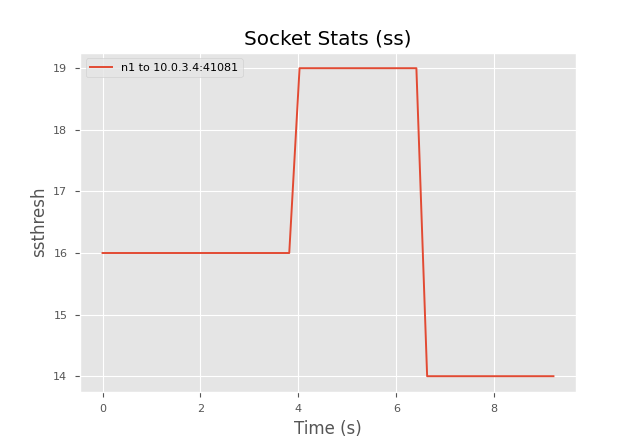 Socket Stats (ss)
n1 to 10.0.3.4:41081
19
18
17
16
15
14
ssthresh
0 2 4 6 8
Time (s)